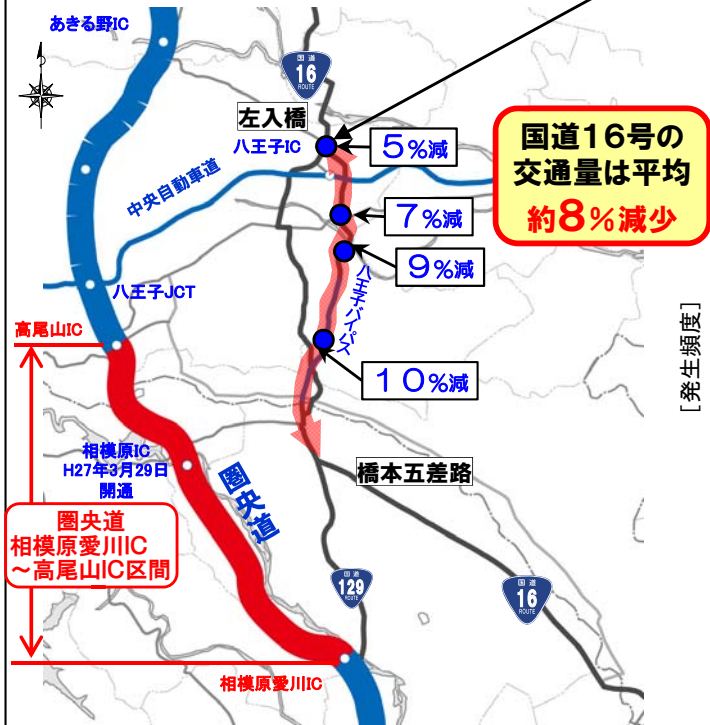 あきる野IC
国道
16
ROUTE
左入橋
八王子IC
5%減
国道16号の
交通量は平均
約8%減少
中央自動車道
7%減
9%減
八王子JCT
八王子バイパス
高尾山IC
10%減
[発生頻度]
相模原IC
H27年3月29日
開通
圏央道
橋本五差路
圏央道
相模原愛川IC
~高尾山IC区間
国道
129
ROUTE
国道
16
ROUTE
相模原愛川IC